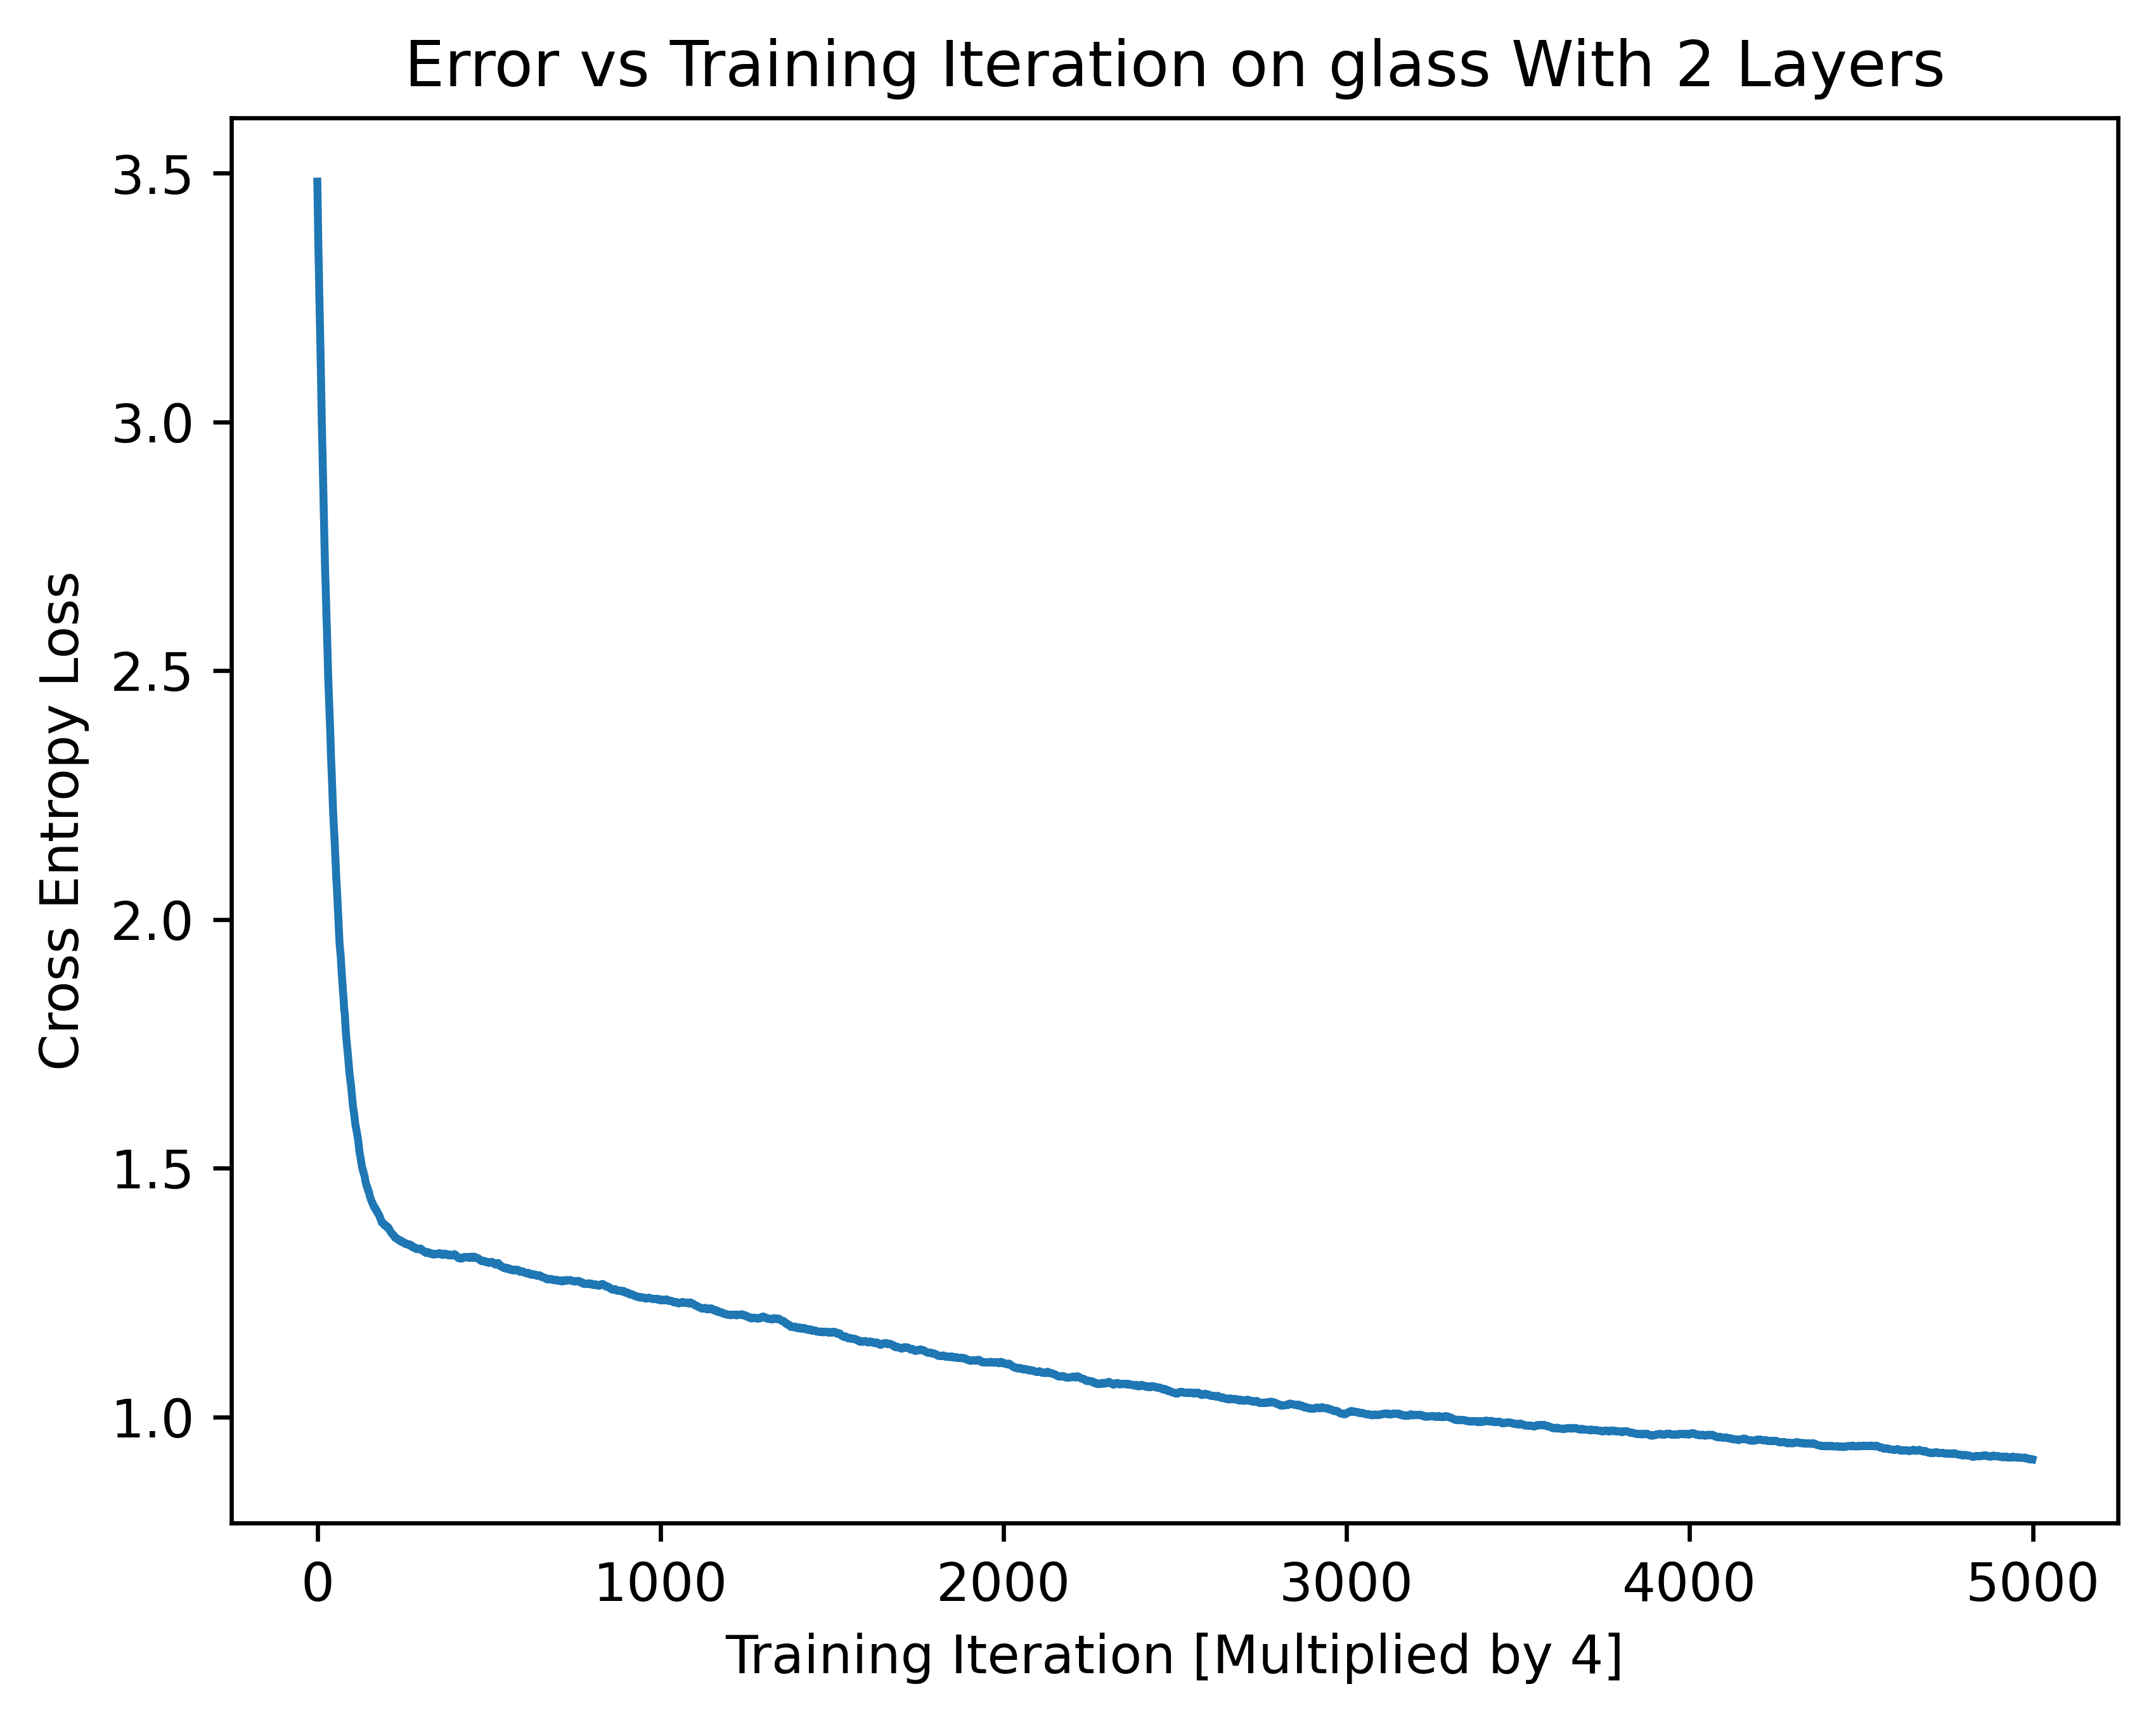 Error vs Training Iteration on glass With 2 Layers
Cross Entropy Loss
3.5
3.0
2.5
2.0
1.5
1.0
0 1000 2000 3000 4000 5000
Training Iteration [Multiplied by 4]